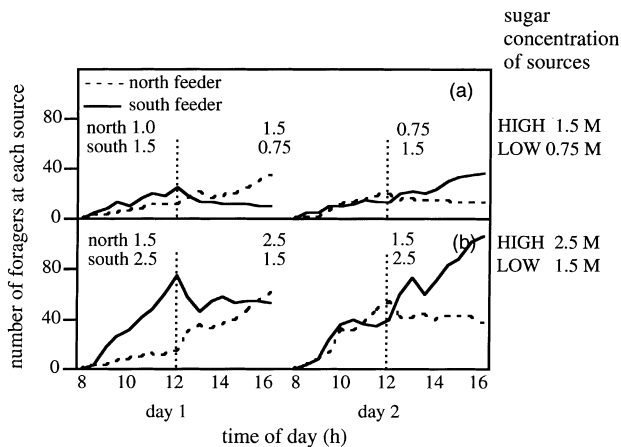 sugar
concentration
of sources
number of foragers at each source
north feeder
south feeder
(a)
80
40
0
north 1.0 1.5 0.75
south 1.5 0.75 1.5
HIGH 1.5 M
LOW 0.75 M
(b)
80
40
0
north 1.5 2.5 1.5
south 2.5 1.5 2.5
HIGH 2.5 M
LOW 1.5 M
8 10 12 14 16 8 10 12 14 16
day 1 day 2
time of day (h)